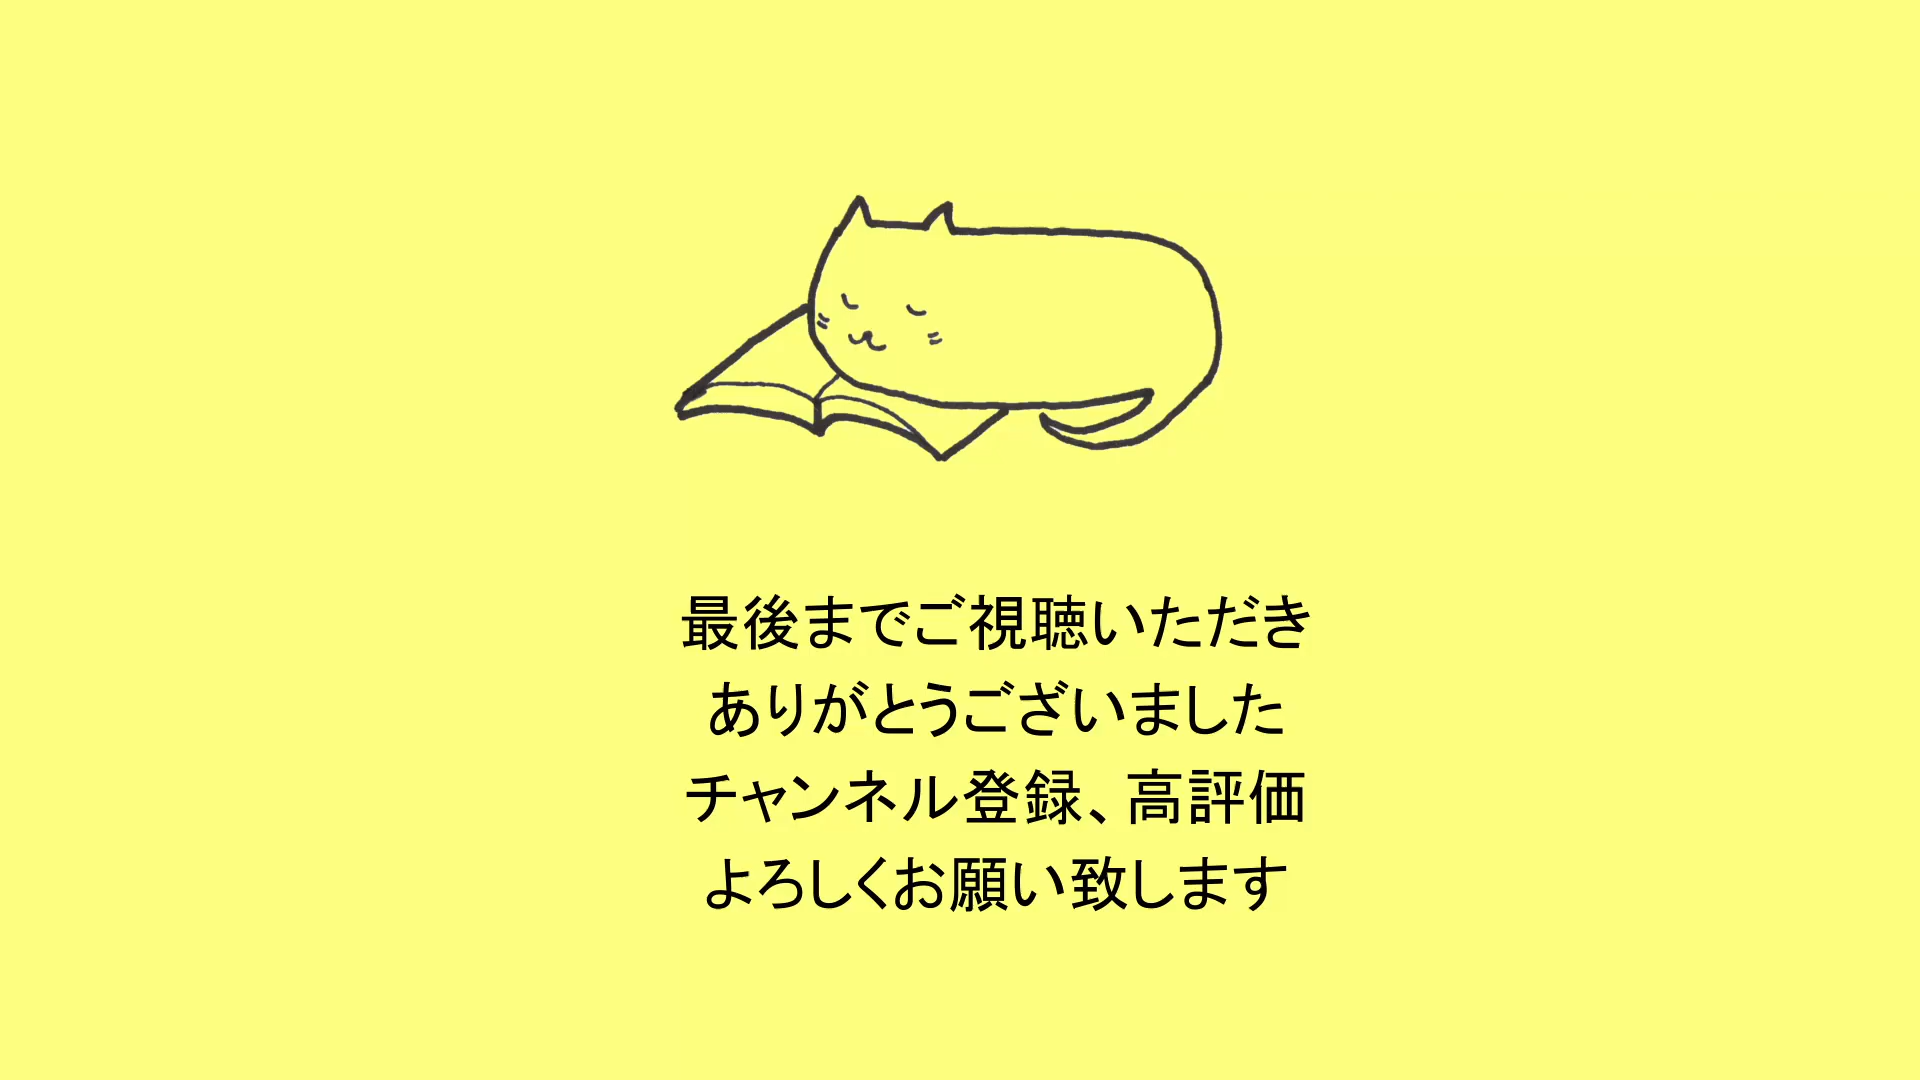 最後までご視聴いただき
ありがとうございました
チャンネル登録、高評価
よろしくお願い致します